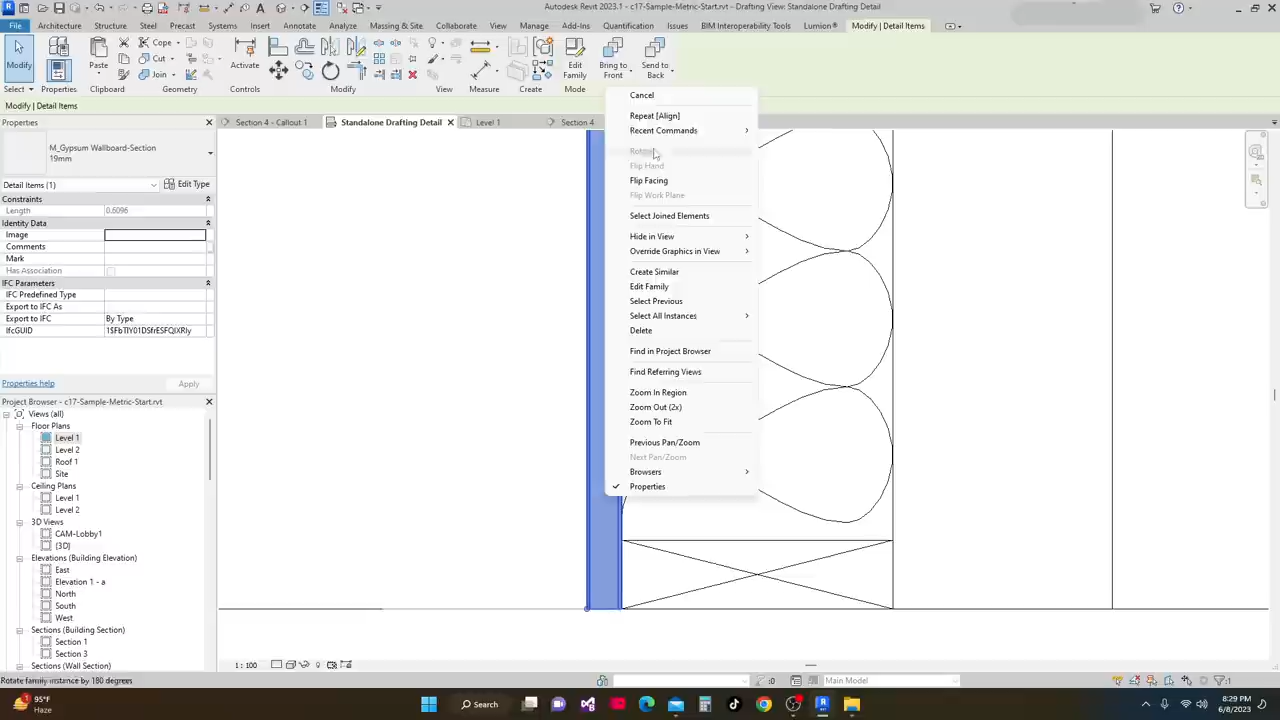 Autodesk Revit 2023.1 - c17-Sample-Metric-Start.rvt - Drafting View: Standalone Drafting Detail
File Architecture Structure Steel Precast Systems Insert Annotate Analyze Massing & Site Collaborate View Manage Add-Ins Quantification Issues BIM Interoperability Tools Lumion® Modify | Detail Items
Modify Paste Cope Cut Join Activate Edit Family Bring to Front Send to Back
Select Properties Clipboard Geometry Controls Modify View Measure Create Mode Arrange
Modify | Detail Items
Properties
M_Gypsum Wallboard-Section
19mm
Detail Items (1) Edit Type
Constraints
Length 0.6096
Identity Data
Image
Comments
Mark
Has Association
IFC Parameters
IFC Predefined Type
Export to IFC As
Export to IFC By Type
IfcGUID
Properties help Apply
Project Browser - c17-Sample-Metric-Start.rvt
Views (all)
Floor Plans
Level 1
Level 2
Roof 1
Site
Ceiling Plans
Level 1
Level 2
3D Views
CAM-Lobby1
{3D}
Elevations (Building Elevation)
East
Elevation 1 - a
North
South
West
Sections (Building Section)
Section 1
Section 3
Sections (Wall Section)
Section 4 - Callout 1 Standalone Drafting Detail Level 1 Section 4
Cancel
Repeat [Align]
Recent Commands
Flip Hand
Flip Facing
Flip Work Plane
Select Joined Elements
Hide in View
Override Graphics in View
Create Similar
Edit Family
Select Previous
Select All Instances
Delete
Find in Project Browser
Find Referring Views
Zoom In Region
Zoom Out (2x)
Zoom To Fit
Previous Pan/Zoom
Next Pan/Zoom
Browsers
Properties
1 : 100
Rotate family instance by 180 degrees :0 Main Model :1
95°F
Haze
Search
8:29 PM
6/8/2023